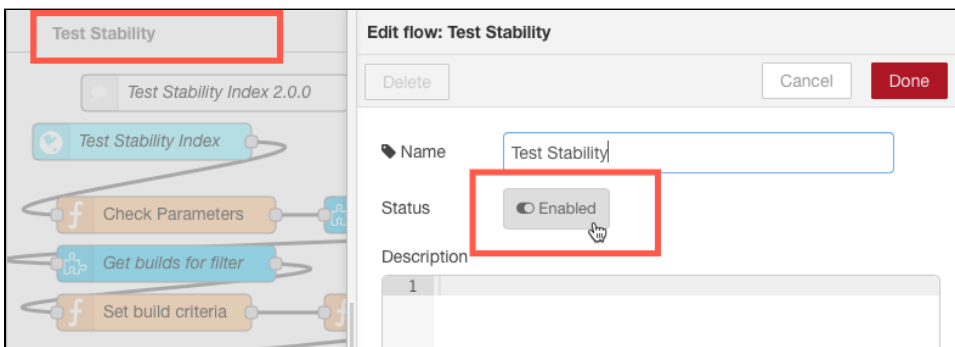 Test Stability
Test Stability Index 2.0.0
Test Stability Index
Check Parameters
Get builds for filter
Set build criteria
Edit flow: Test Stability
Delete
Cancel
Done
Name
Test Stability
Status
Enabled
Description
1